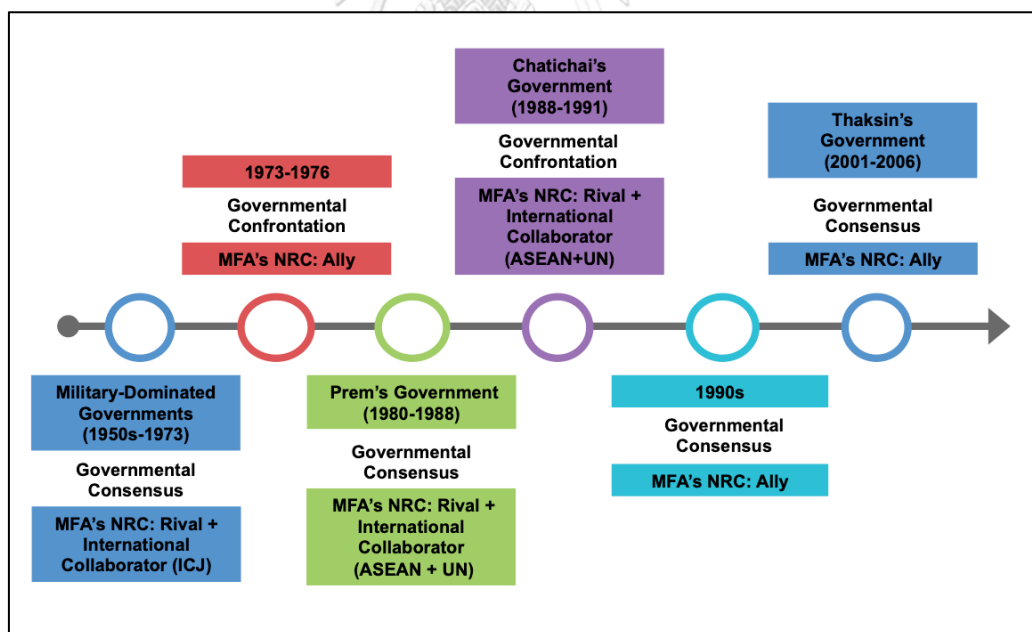 Military-Dominated
Governments
(1950s-1973)
Governmental
Consensus
MFA’s NRC: Rival +
International
Collaborator (ICJ)
1973-1976
Governmental
Confrontation
MFA’s NRC: Ally
Prem’s Government
(1980-1988)
Governmental
Consensus
MFA’s NRC: Rival +
International
Collaborator
(ASEAN + UN)
Chatichai’s
Government
(1988-1991)
Governmental
Confrontation
MFA’s NRC: Rival +
International
Collaborator
(ASEAN+UN)
1990s
Governmental
Consensus
MFA’s NRC: Ally
Thaksin’s
Government
(2001-2006)
Governmental
Consensus
MFA’s NRC: Ally